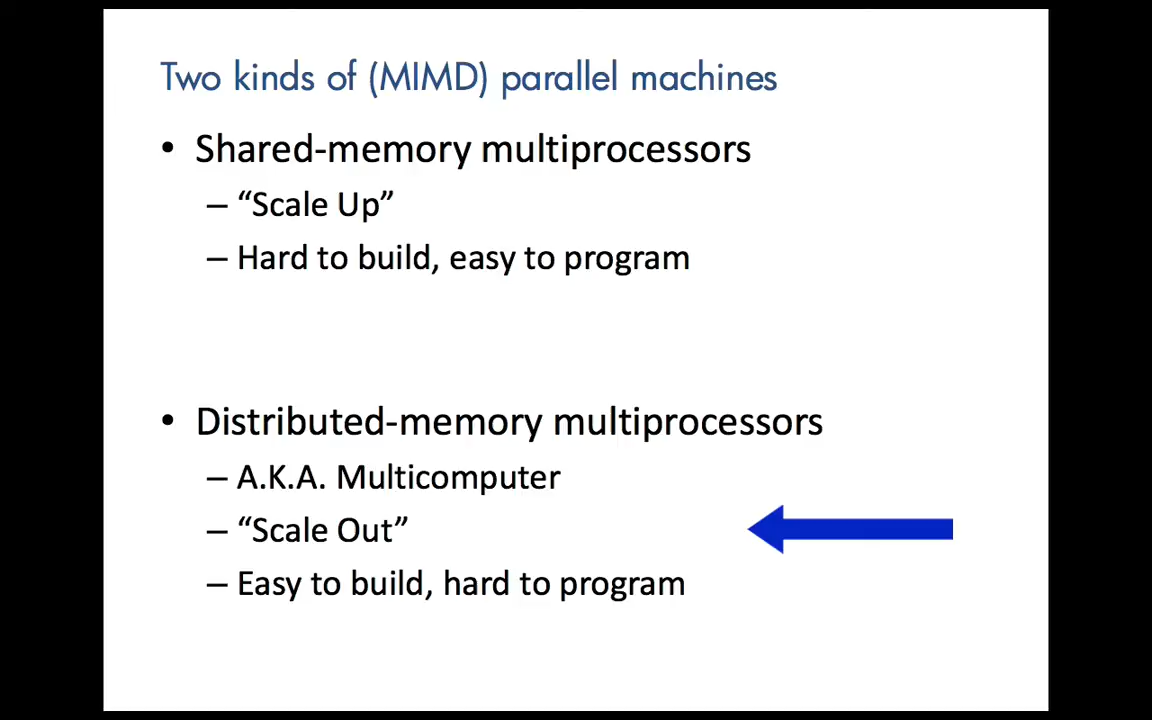 Two kinds of (MIMD) parallel machines
• Shared-memory multiprocessors
– “Scale Up”
– Hard to build, easy to program
• Distributed-memory multiprocessors
– A.K.A. Multicomputer
– “Scale Out”
– Easy to build, hard to program